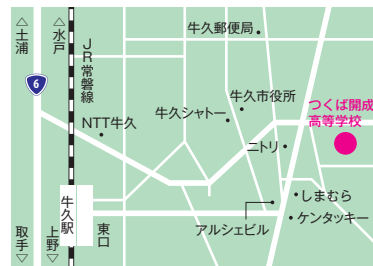 △土浦
△水戸
JR常磐線
6
牛久郵便局
牛久市役所
牛久シャトー
つくば開成
高等学校
NTT牛久
ニトリ
しまむら
ケンタッキー
アルシェビル
牛久駅
東口
取手▽
上野▽